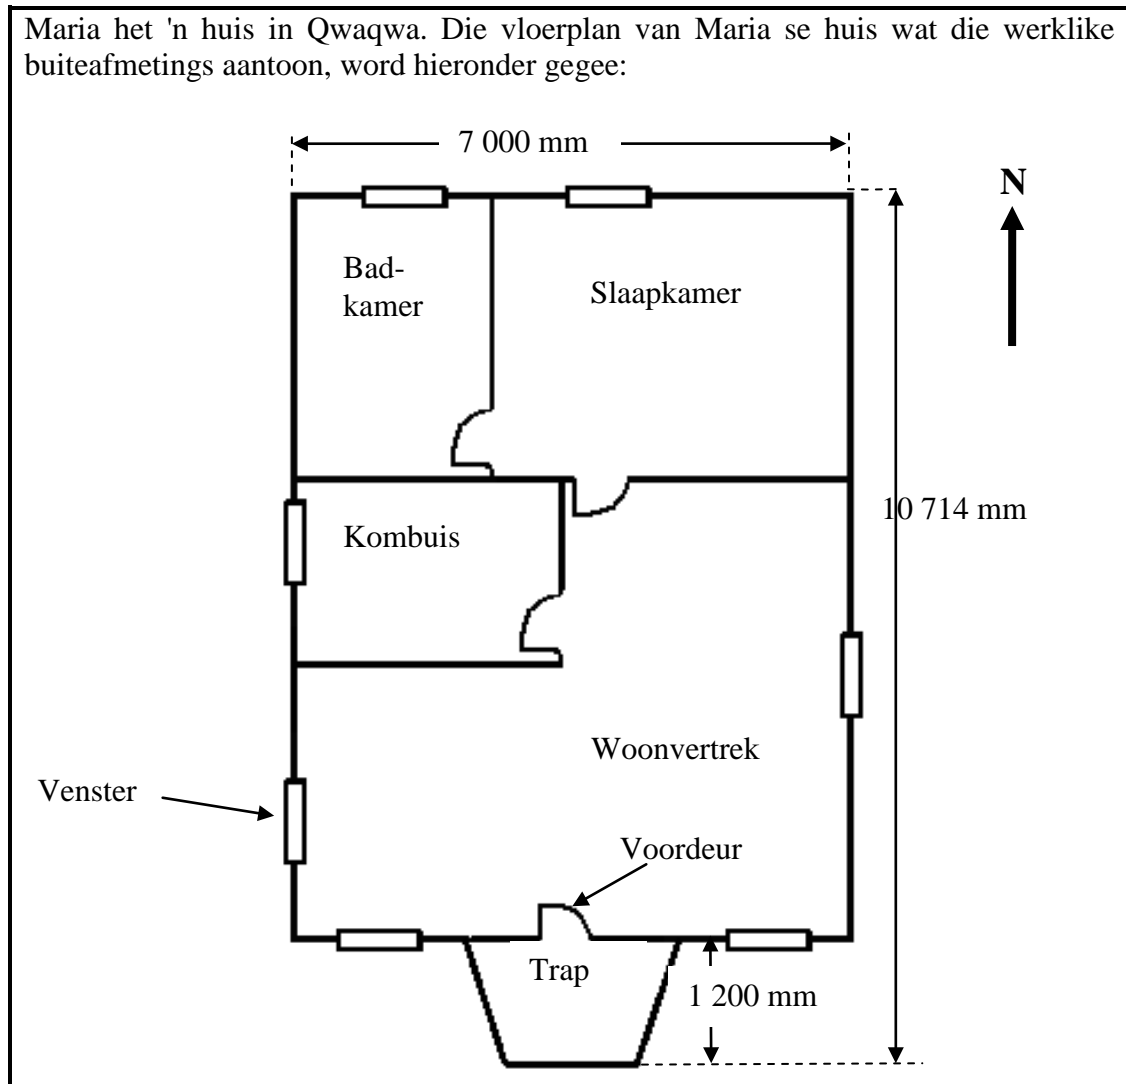 Maria het 'n huis in Qwaqwa. Die vloerplan van Maria se huis wat die werklike
buiteafmetings aantoon, word hieronder gegee:
7 000 mm
N
Bad-
kamer
Slaapkamer
10 714 mm
Kombuis
Woonvertrek
Venster
Voordeur
Trap
1 200 mm